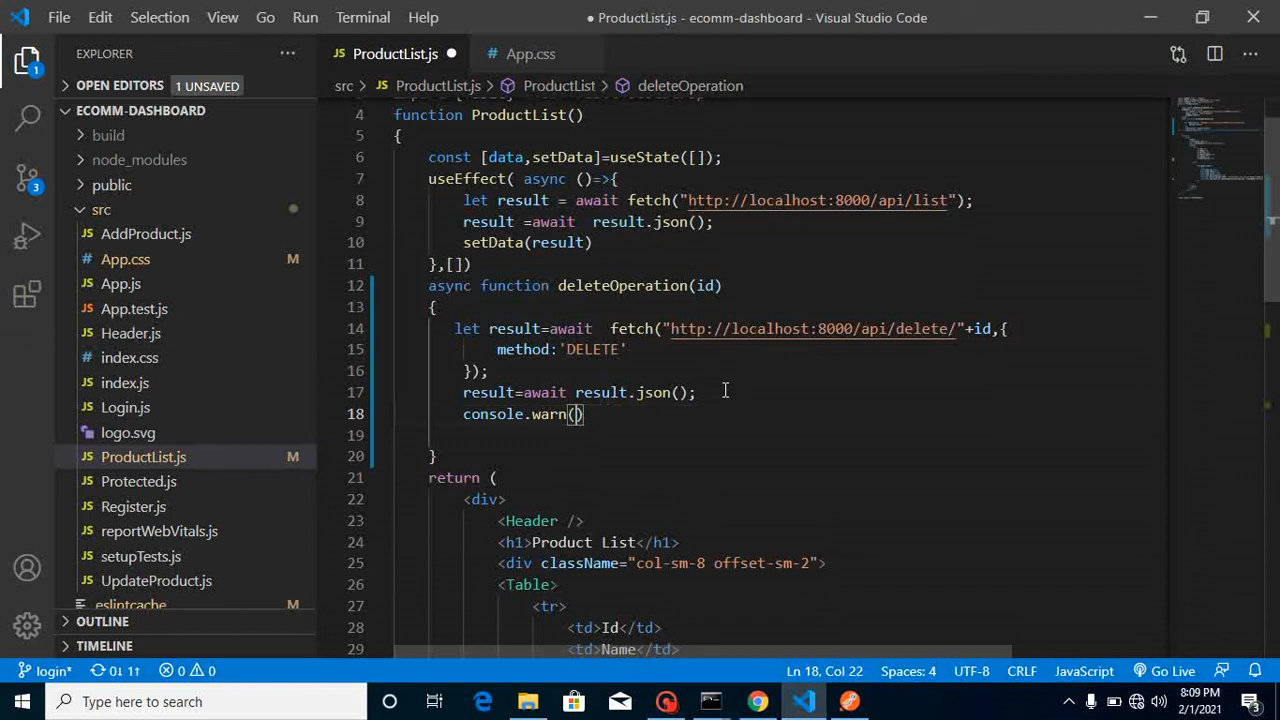 File Edit Selection View Go Run Terminal Help
● ProductList.js - ecomm-dashboard - Visual Studio Code
EXPLORER
OPEN EDITORS 1 UNSAVED
ECOMM-DASHBOARD
build
node_modules
public
src
AddProduct.js
App.css M
App.js
App.test.js
Header.js
index.css
index.js
Login.js
logo.svg
ProductList.js M
Protected.js
Register.js
reportWebVitals.js
setupTests.js
UpdateProduct.js
.eslintcache M
OUTLINE
TIMELINE
1
3
JS ProductList.js ● App.css
src JS ProductList.js ProductList deleteOperation
4 function ProductList()
5 {
6 const [data,setData]=useState([]);
7 useEffect( async ()=>{
8 let result = await fetch("http://localhost:8000/api/list");
9 result =await  result.json();
10 setData(result)
11 },[])
12 async function deleteOperation(id)
13 {
14 let result=await  fetch("http://localhost:8000/api/delete/"+id,{
15 method:'DELETE'
16 });
17 result=await result.json();
18 console.warn()
19
20 }
21 return (
22 <div>
23 <Header />
24 <h1>Product List</h1>
25 <div className="col-sm-8 offset-sm-2">
26 <Table>
27 <tr>
28 <td>Id</td>
29 <td>Name</td>
login* 0↓ 1↑ 0 0 Ln 18, Col 22 Spaces: 4 UTF-8 CRLF JavaScript Go Live
Type here to search
8:09 PM
2/1/2021
3